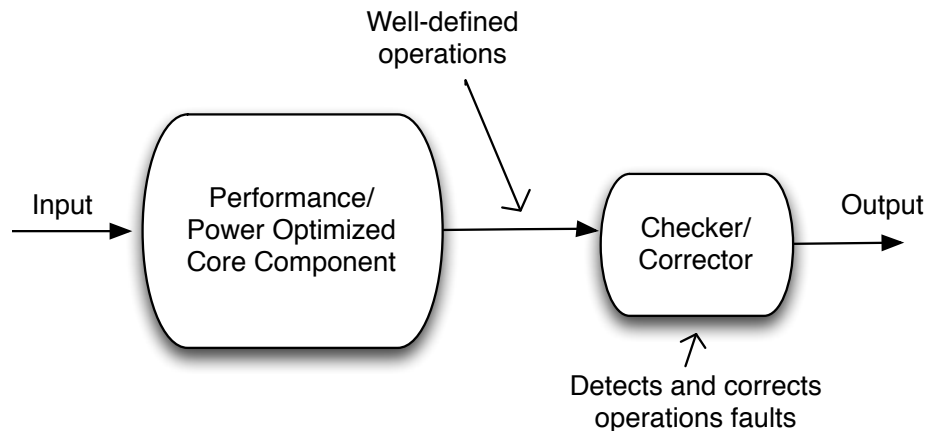 Well-defined
operations
Input
Performance/
Power Optimized
Core Component
Checker/
Corrector
Output
Detects and corrects
operations faults